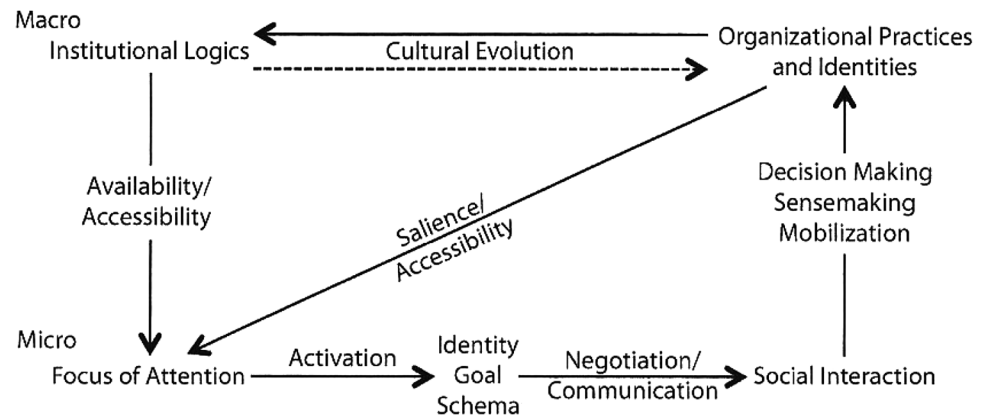 Macro
Institutional Logics
Cultural Evolution
Organizational Practices
and Identities
Availability/
Accessibility
Salience/
Accessibility
Decision Making
Sensemaking
Mobilization
Micro
Focus of Attention
Activation
Identity
Goal
Schema
Negotiation/
Communication
Social Interaction